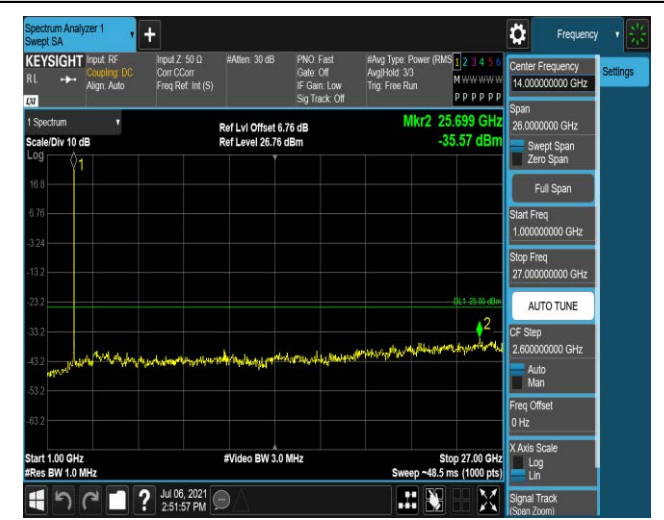 Spectrum Analyzer 1
Swept SA
Frequency
KEYSIGHT
RL
LXI
Input: RF
Coupling: DC
Align: Auto
Input Z: 50 Ω
Corr CCorr
Freq Ref: Int (S)
#Atten: 30 dB
PNO: Fast
Gate: Off
IF Gain: Low
Sig Track: Off
#Avg Type: Power (RMS
Avg|Hold: 3/3
Trig: Free Run
1 2 3 4 5 6
M W W W W W
P P P P P P
1 Spectrum
Scale/Div 10 dB
Log
Ref Lvl Offset 6.76 dB
Ref Level 26.76 dBm
Mkr2 25.699 GHz
-35.57 dBm
1
16.8
6.76
-3.24
-13.2
-23.2
DL1 -25.00 dBm
2
-33.2
-43.2
-53.2
-63.2
Start 1.00 GHz
#Res BW 1.0 MHz
#Video BW 3.0 MHz
Stop 27.00 GHz
Sweep ~48.5 ms (1000 pts)
Center Frequency
14.000000000 GHz
Settings
Span
26.0000000 GHz
Swept Span
Zero Span
Full Span
Start Freq
1.000000000 GHz
Stop Freq
27.000000000 GHz
AUTO TUNE
CF Step
2.600000000 GHz
Auto
Man
Freq Offset
0 Hz
X Axis Scale
Log
Lin
Signal Track
(Span Zoom)
?
Jul 06, 2021
2:51:57 PM